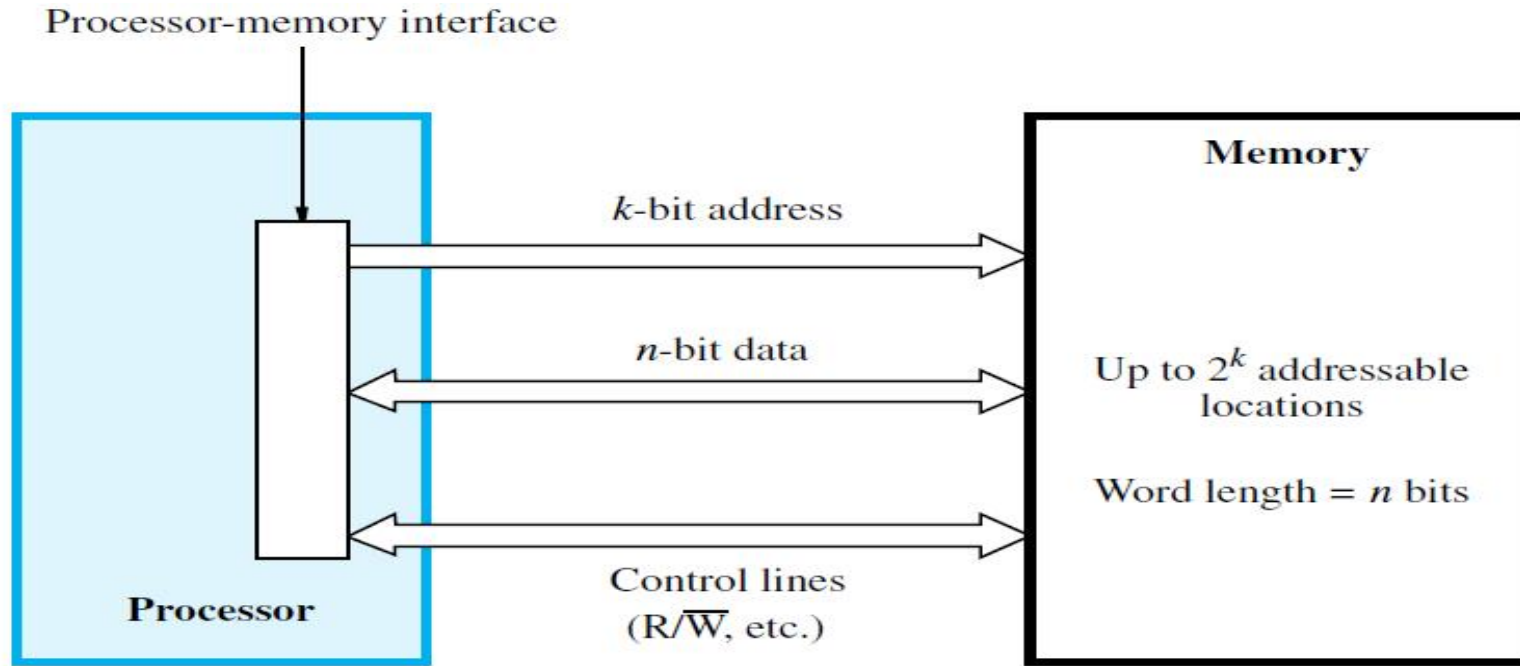 Processor-memory interface
Memory
k-bit address
n-bit data
Up to 2^k addressable
locations
Word length = n bits
Control lines
(R/W̅, etc.)
Processor